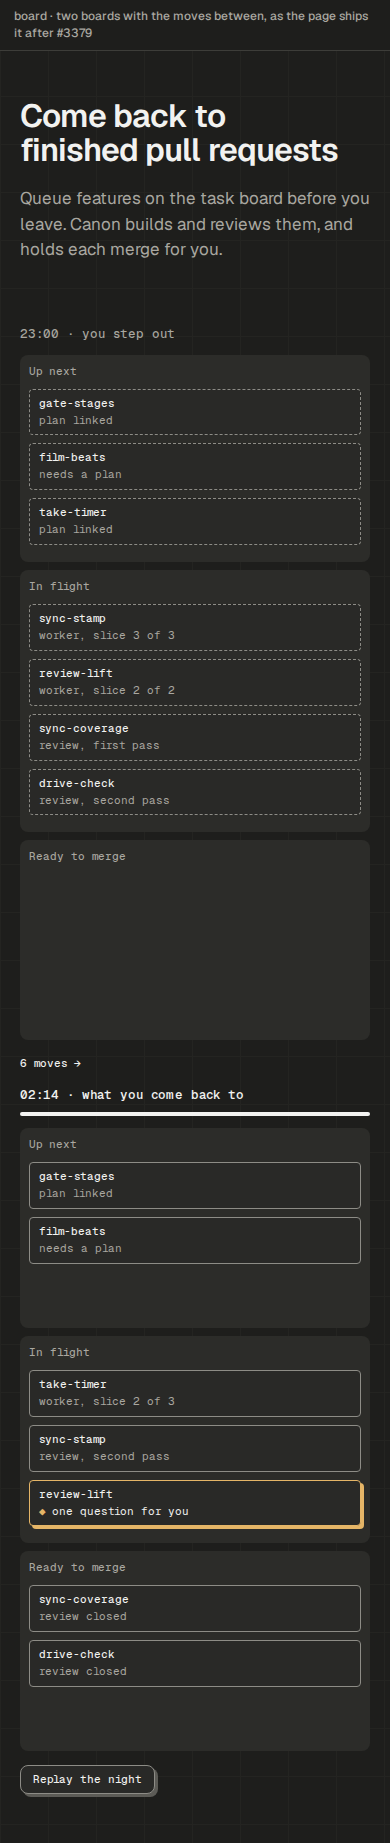 board · two boards with the moves between, as the page ships
it after #3379
Come back to
finished pull requests
Queue features on the task board before you
leave. Canon builds and reviews them, and
holds each merge for you.
23:00 · you step out
Up next
gate-stages
plan linked
film-beats
needs a plan
take-timer
plan linked
In flight
sync-stamp
worker, slice 3 of 3
review-lift
worker, slice 2 of 2
sync-coverage
review, first pass
drive-check
review, second pass
Ready to merge
6 moves →
02:14 · what you come back to
Up next
gate-stages
plan linked
film-beats
needs a plan
In flight
take-timer
worker, slice 2 of 3
sync-stamp
review, second pass
review-lift
◆ one question for you
Ready to merge
sync-coverage
review closed
drive-check
review closed
Replay the night